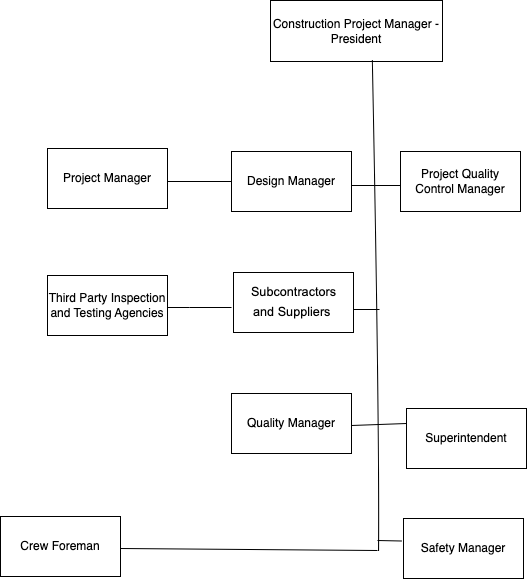 Construction Project Manager -
President
Project Manager
Design Manager
Project Quality
Control Manager
Third Party Inspection
and Testing Agencies
Subcontractors
and Suppliers
Quality Manager
Superintendent
Crew Foreman
Safety Manager